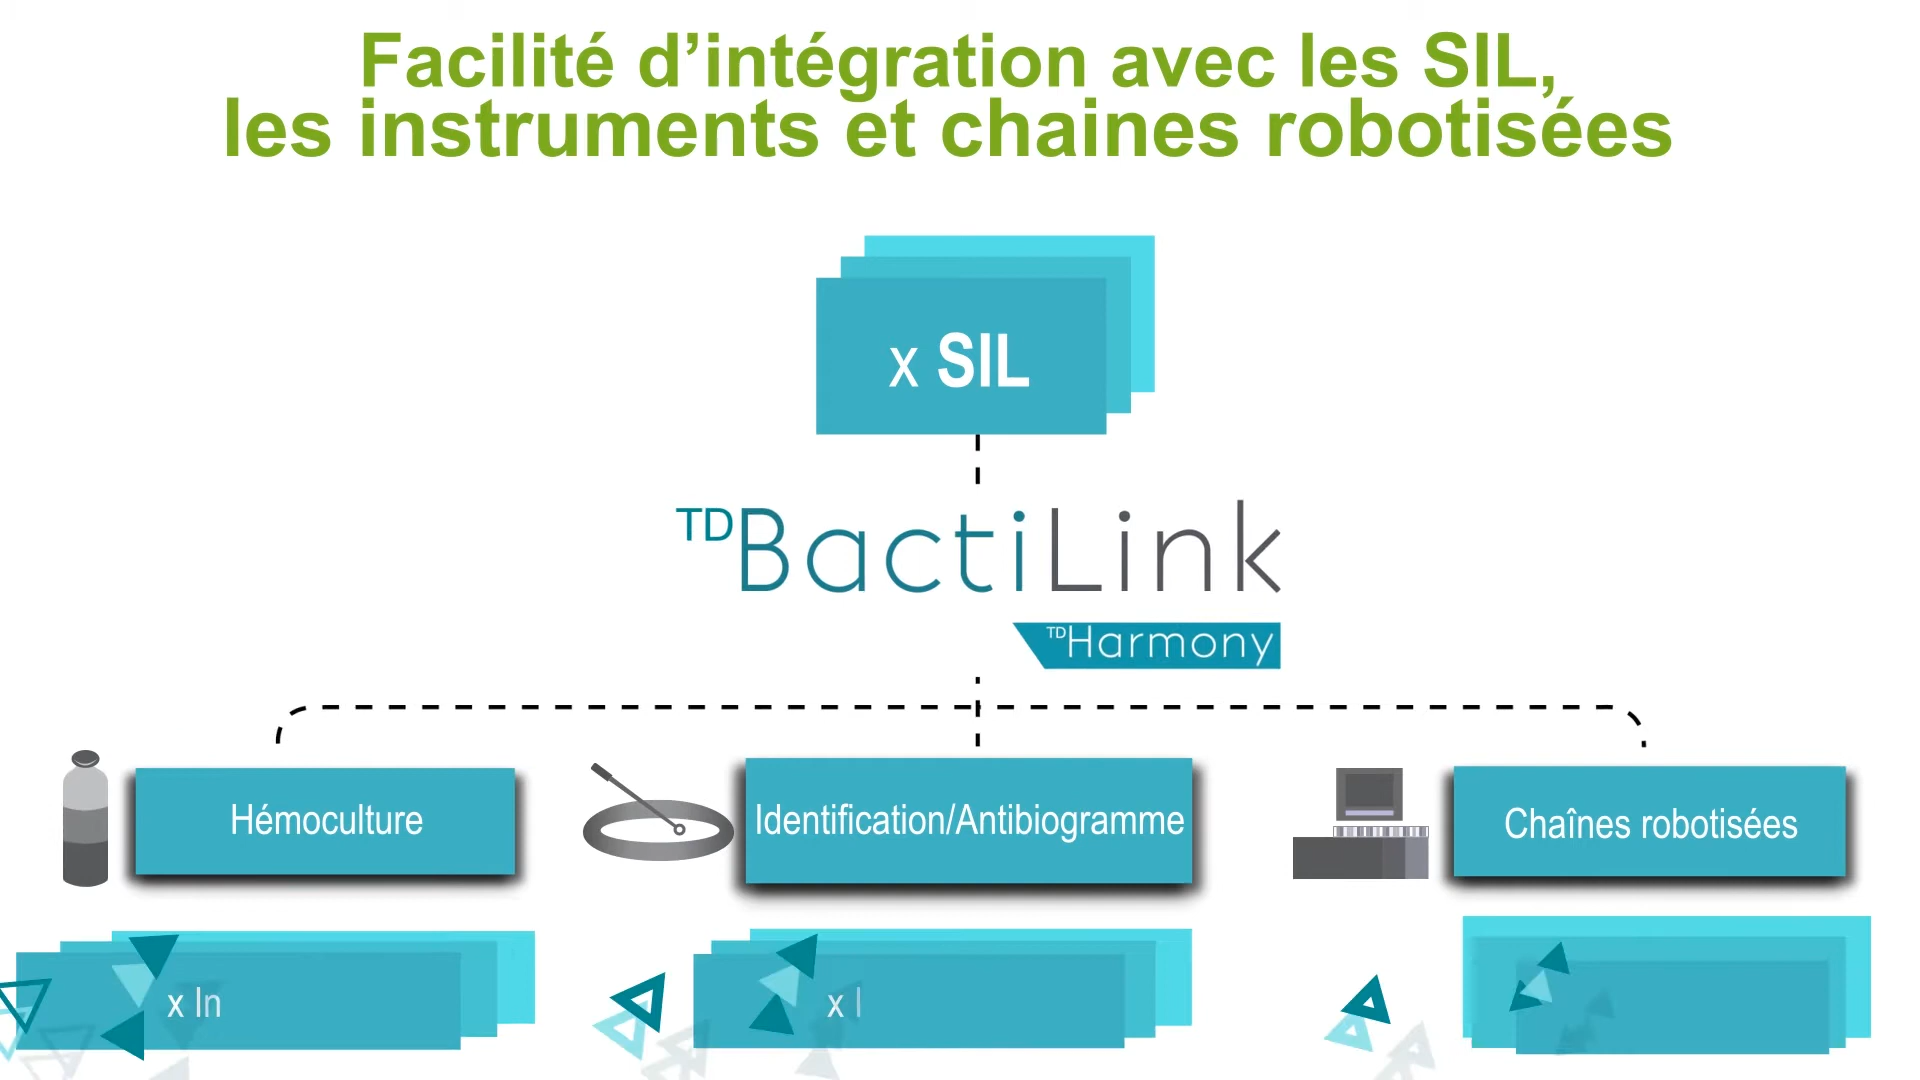 Facilité d’intégration avec les SIL,
les instruments et chaines robotisées
x SIL
TDBactiLink
TDHarmony
Hémoculture
Identification/Antibiogramme
Chaînes robotisées
x In
x I